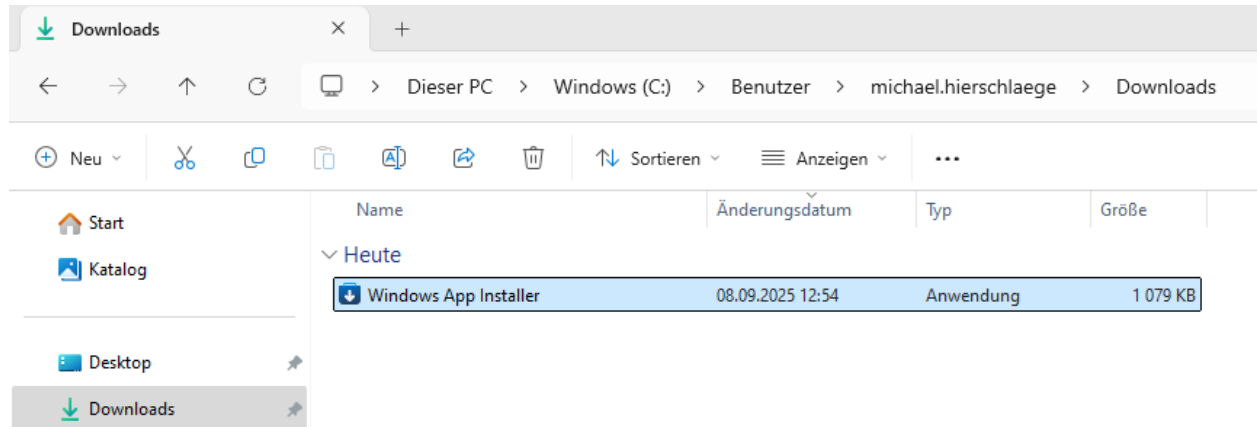 Downloads
Dieser PC > Windows (C:) > Benutzer > michael.hierschlaege > Downloads
Neu Sortieren Anzeigen
Name Änderungsdatum Typ Größe
Start
Heute
Katalog
Windows App Installer 08.09.2025 12:54 Anwendung 1 079 KB
Desktop
Downloads